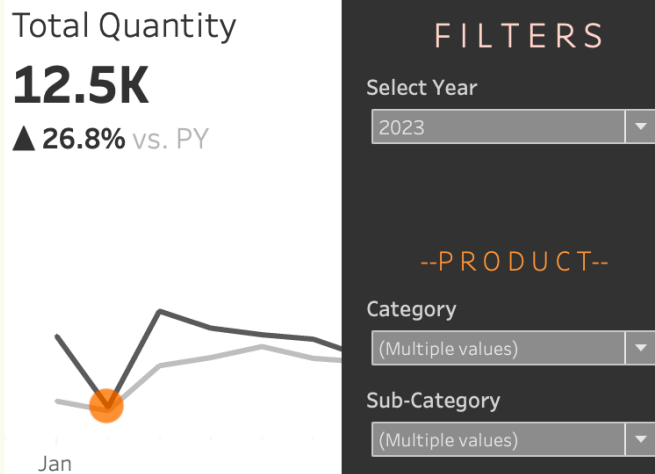 Total Quantity
12.5K
▲ 26.8% vs. PY
Jan
FILTERS
Select Year
2023
--PRODUCT--
Category
(Multiple values)
Sub-Category
(Multiple values)